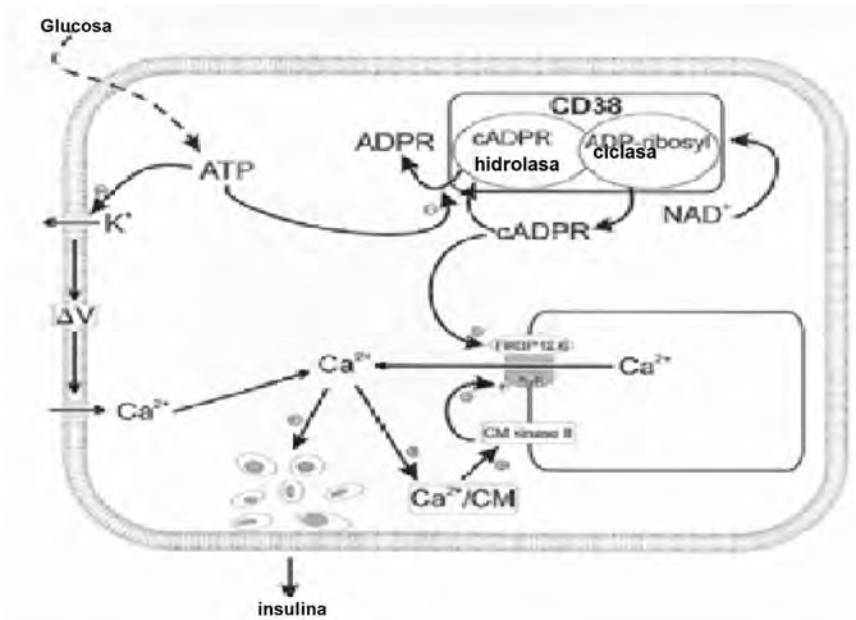 Glucosa
CD38
ADPR
cADPR
ADP-ribosyl
hidrolasa
ciclasa
ATP
K⁺
NAD⁺
cADPR
ΔV
FKBP12.6
Ca²⁺
Ca²⁺
Ca²⁺
CM kinase II
Ca²⁺/CM
insulina